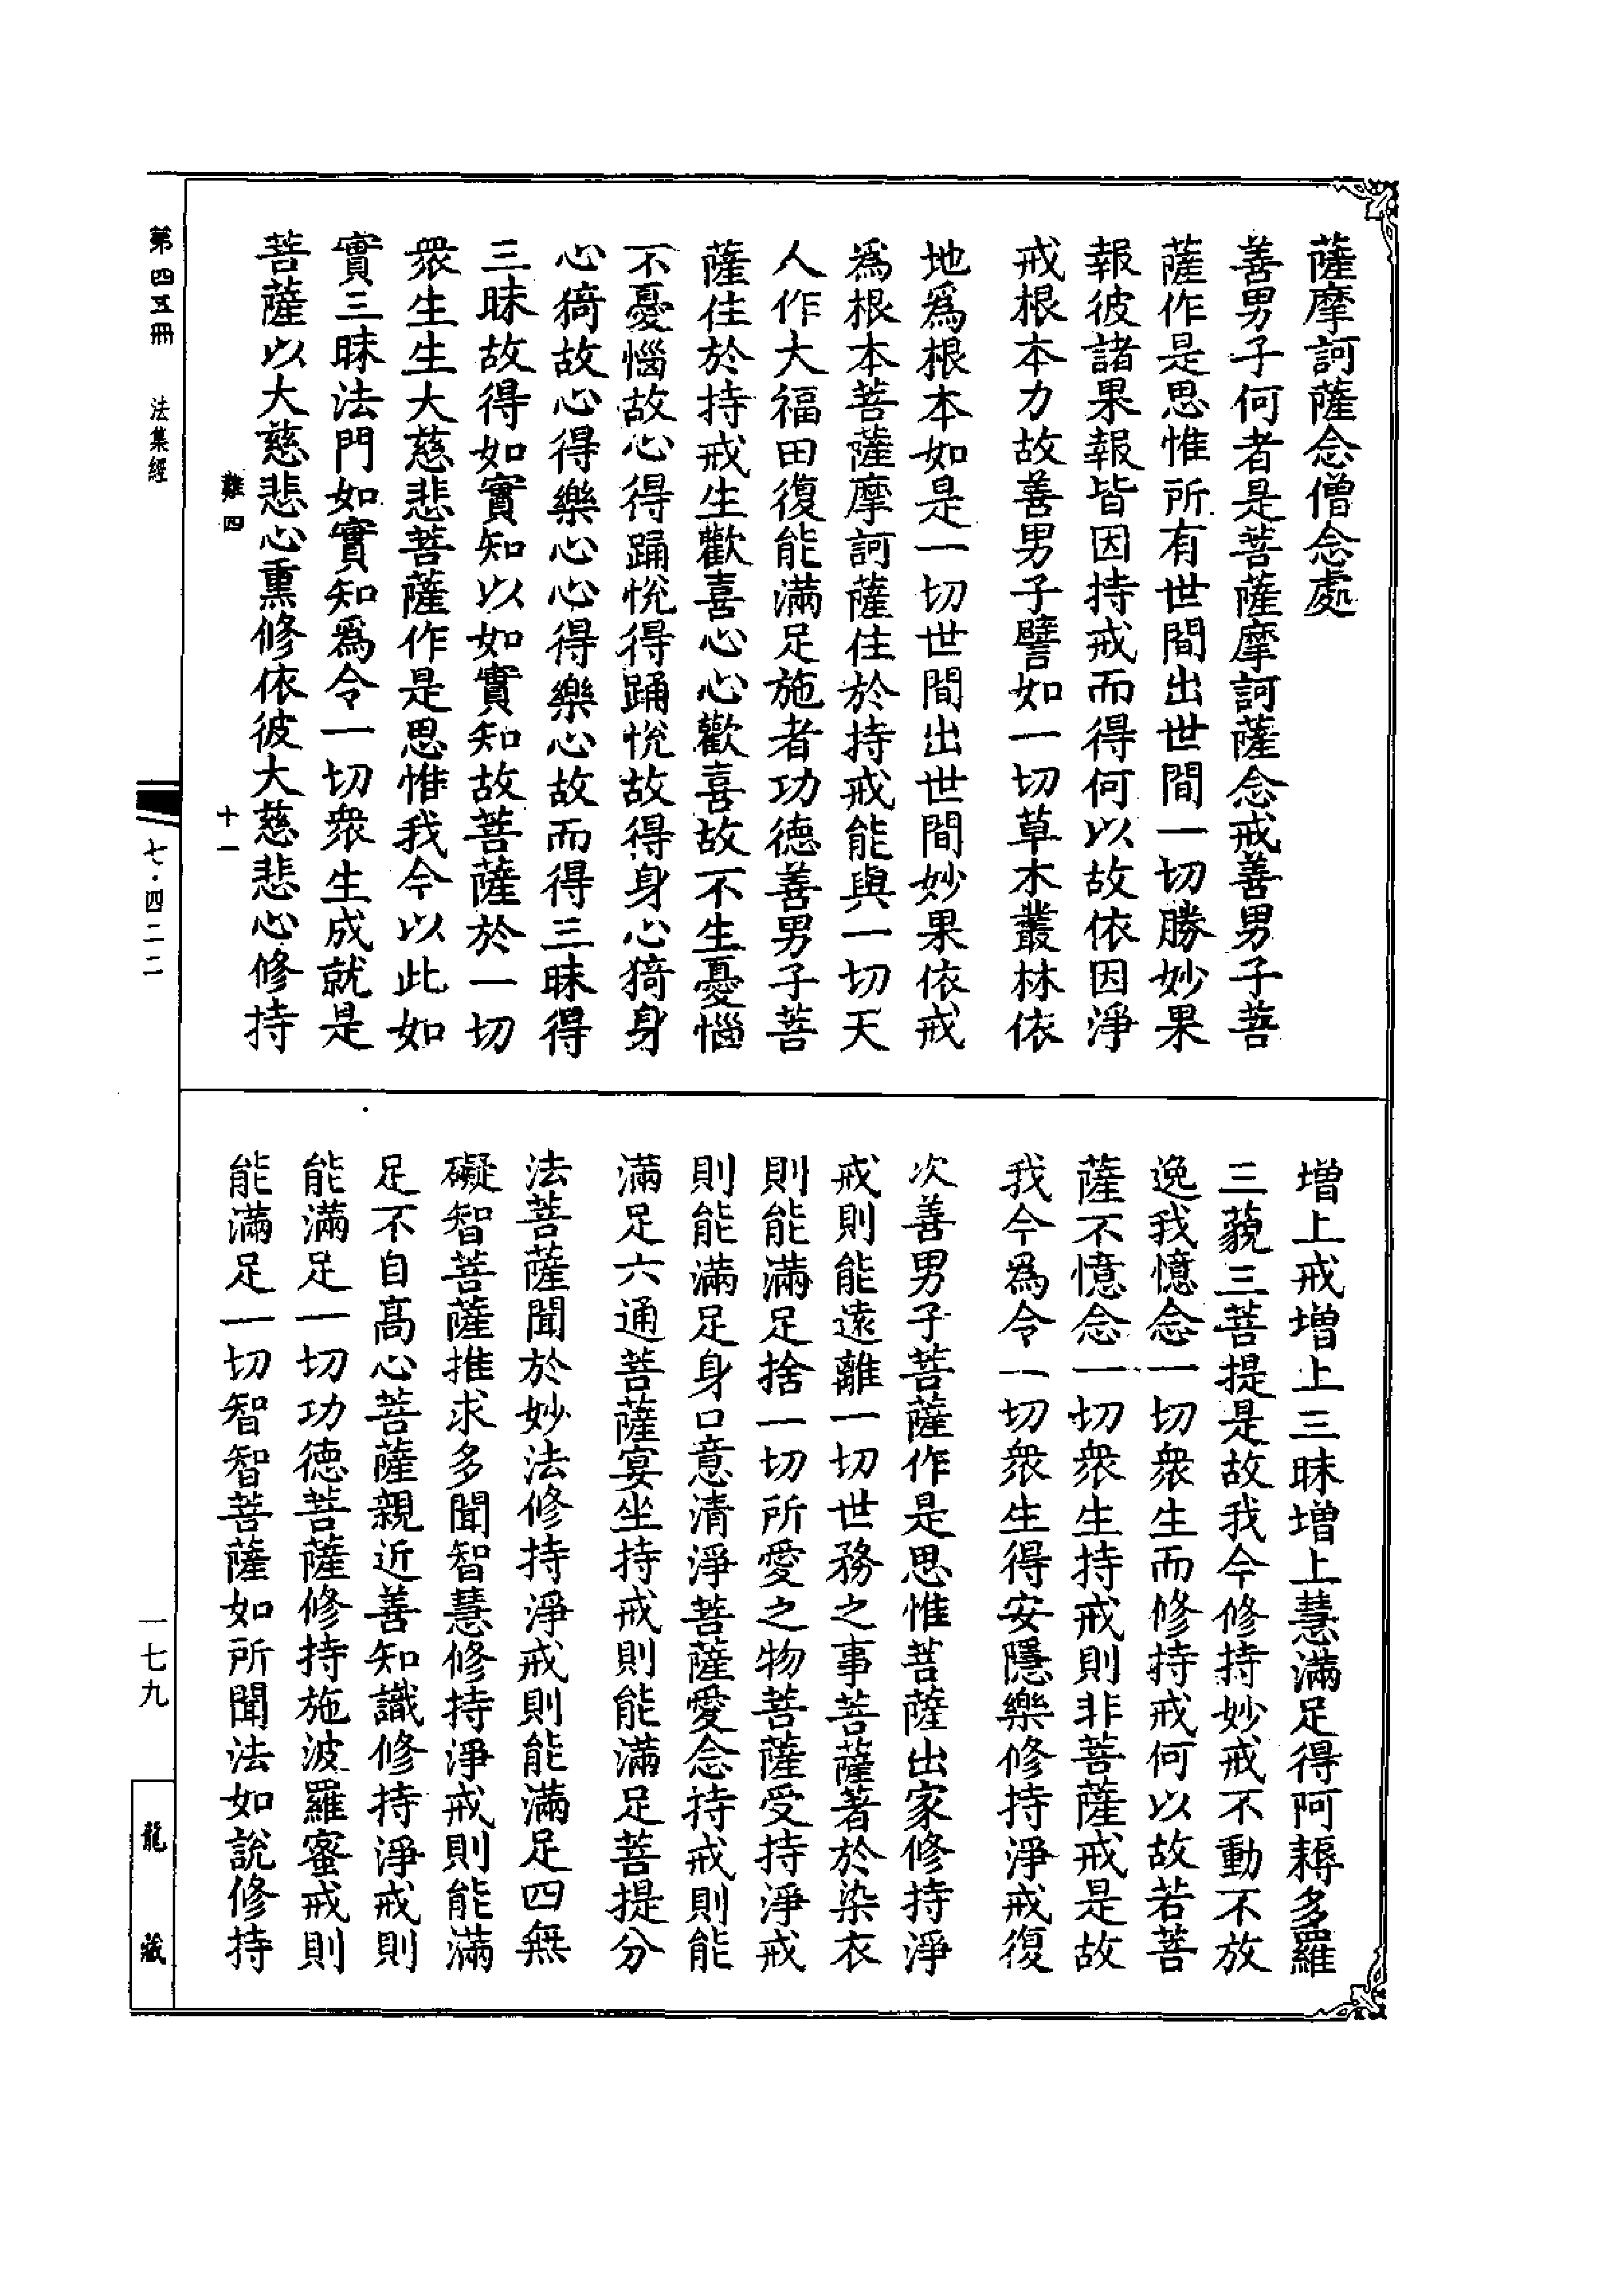 薩摩訶薩念僧念處
善男子何者是菩薩摩訶薩念戒善男子菩
薩作是思惟所有世間出世間一切勝妙果
報彼諸果報皆因持戒而得何以故依因淨
戒根本力故善男子譬如一切草木叢林依
地爲根本如是一切世間出世間妙果依戒
爲根本菩薩摩訶薩住於持戒能與一切天
人作大福田復能滿足施者功德善男子菩
薩住於持戒生歡喜心心歡喜故不生憂惱
不憂惱故心得踊悅得踊悅故得身心猗身
心猗故心得樂心心得樂心故而得三昧得
三昧故得如實知以如實知故菩薩於一切
衆生生大慈悲菩薩作是思惟我今以此如
實三昧法門如實知爲令一切衆生成就是
菩薩以大慈悲心熏修依彼大慈悲心修持
難四
十一
增上戒增上三昧增上慧滿足得阿耨多羅
三藐三菩提是故我今修持妙戒不動不放
逸我憶念一切衆生而修持戒何以故若菩
薩不憶念一切衆生持戒則非菩薩戒是故
我今爲令一切衆生得安隱樂修持淨戒復
次善男子菩薩作是思惟菩薩出家修持淨
戒則能遠離一切世務之事菩薩著於染衣
則能滿足捨一切所愛之物菩薩受持淨戒
則能滿足身口意清淨菩薩愛念持戒則能
滿足六通菩薩宴坐持戒則能滿足菩提分
法菩薩聞於妙法修持淨戒則能滿足四無
礙智菩薩推求多聞智慧修持淨戒則能滿
足不自高心菩薩親近善知識修持淨戒則
能滿足一切功德菩薩修持施波羅蜜戒則
能滿足一切智智菩薩如所聞法如說修持
第四五冊 法集經
七·四二二
一七九
龍藏